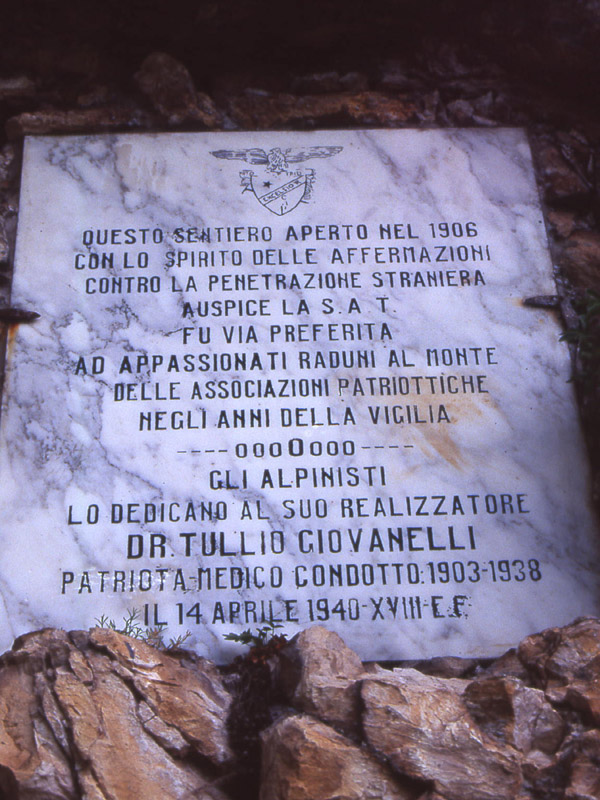 EXCELSIOR
QUESTO SENTIERO APERTO NEL 1906
CON LO SPIRITO DELLE AFFERMAZIONI
CONTRO LA PENETRAZIONE STRANIERA
AUSPICE LA S.A.T.
FU VIA PREFERITA
AD APPASSIONATI RADUNI AL MONTE
DELLE ASSOCIAZIONI PATRIOTTICHE
NEGLI ANNI DELLA VIGILIA
----oooOooo----
GLI ALPINISTI
LO DEDICANO AL SUO REALIZZATORE
DR. TULLIO GIOVANELLI
PATRIOTA-MEDICO CONDOTTO:1903-1938
IL 14 APRILE 1940-XVIII-E.F.